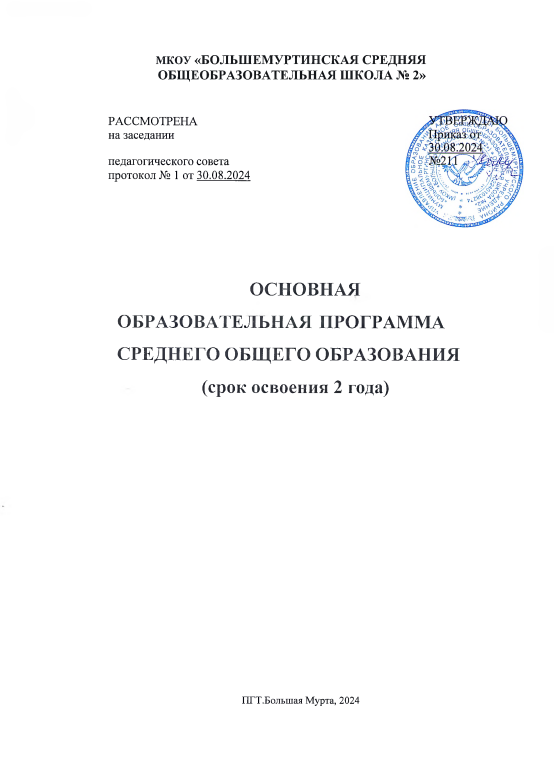 МКОУ «БОЛЬШЕМУРТИНСКАЯ СРЕДНЯЯ
ОБЩЕОБРАЗОВАТЕЛЬНАЯ ШКОЛА № 2»
РАССМОТРЕНА
на заседании
педагогического совета
протокол № 1 от 30.08.2024
УТВЕРЖДАЮ
Приказ от
30.08.2024
№211
ОСНОВНАЯ
ОБРАЗОВАТЕЛЬНАЯ ПРОГРАММА
СРЕДНЕГО ОБЩЕГО ОБРАЗОВАНИЯ
(срок освоения 2 года)
ПГТ.Большая Мурта, 2024